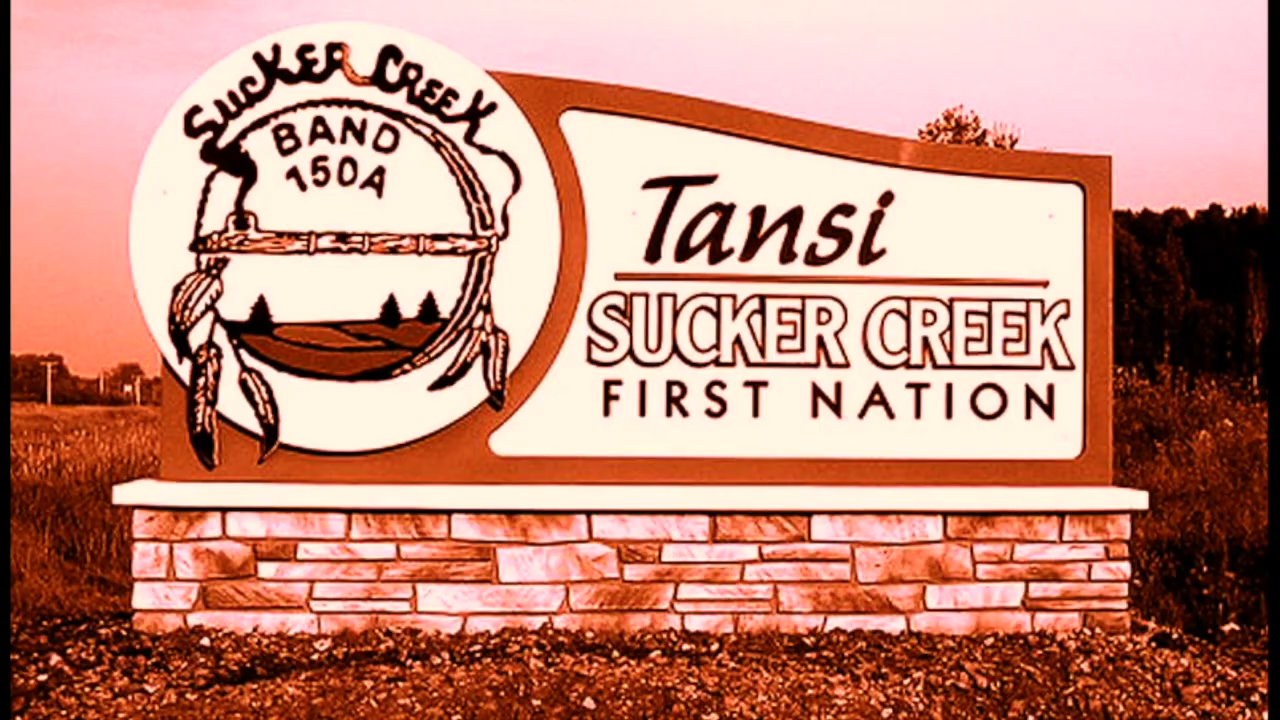 Sucker Creek
BAND
150A
Tansi
SUCKER CREEK
FIRST NATION